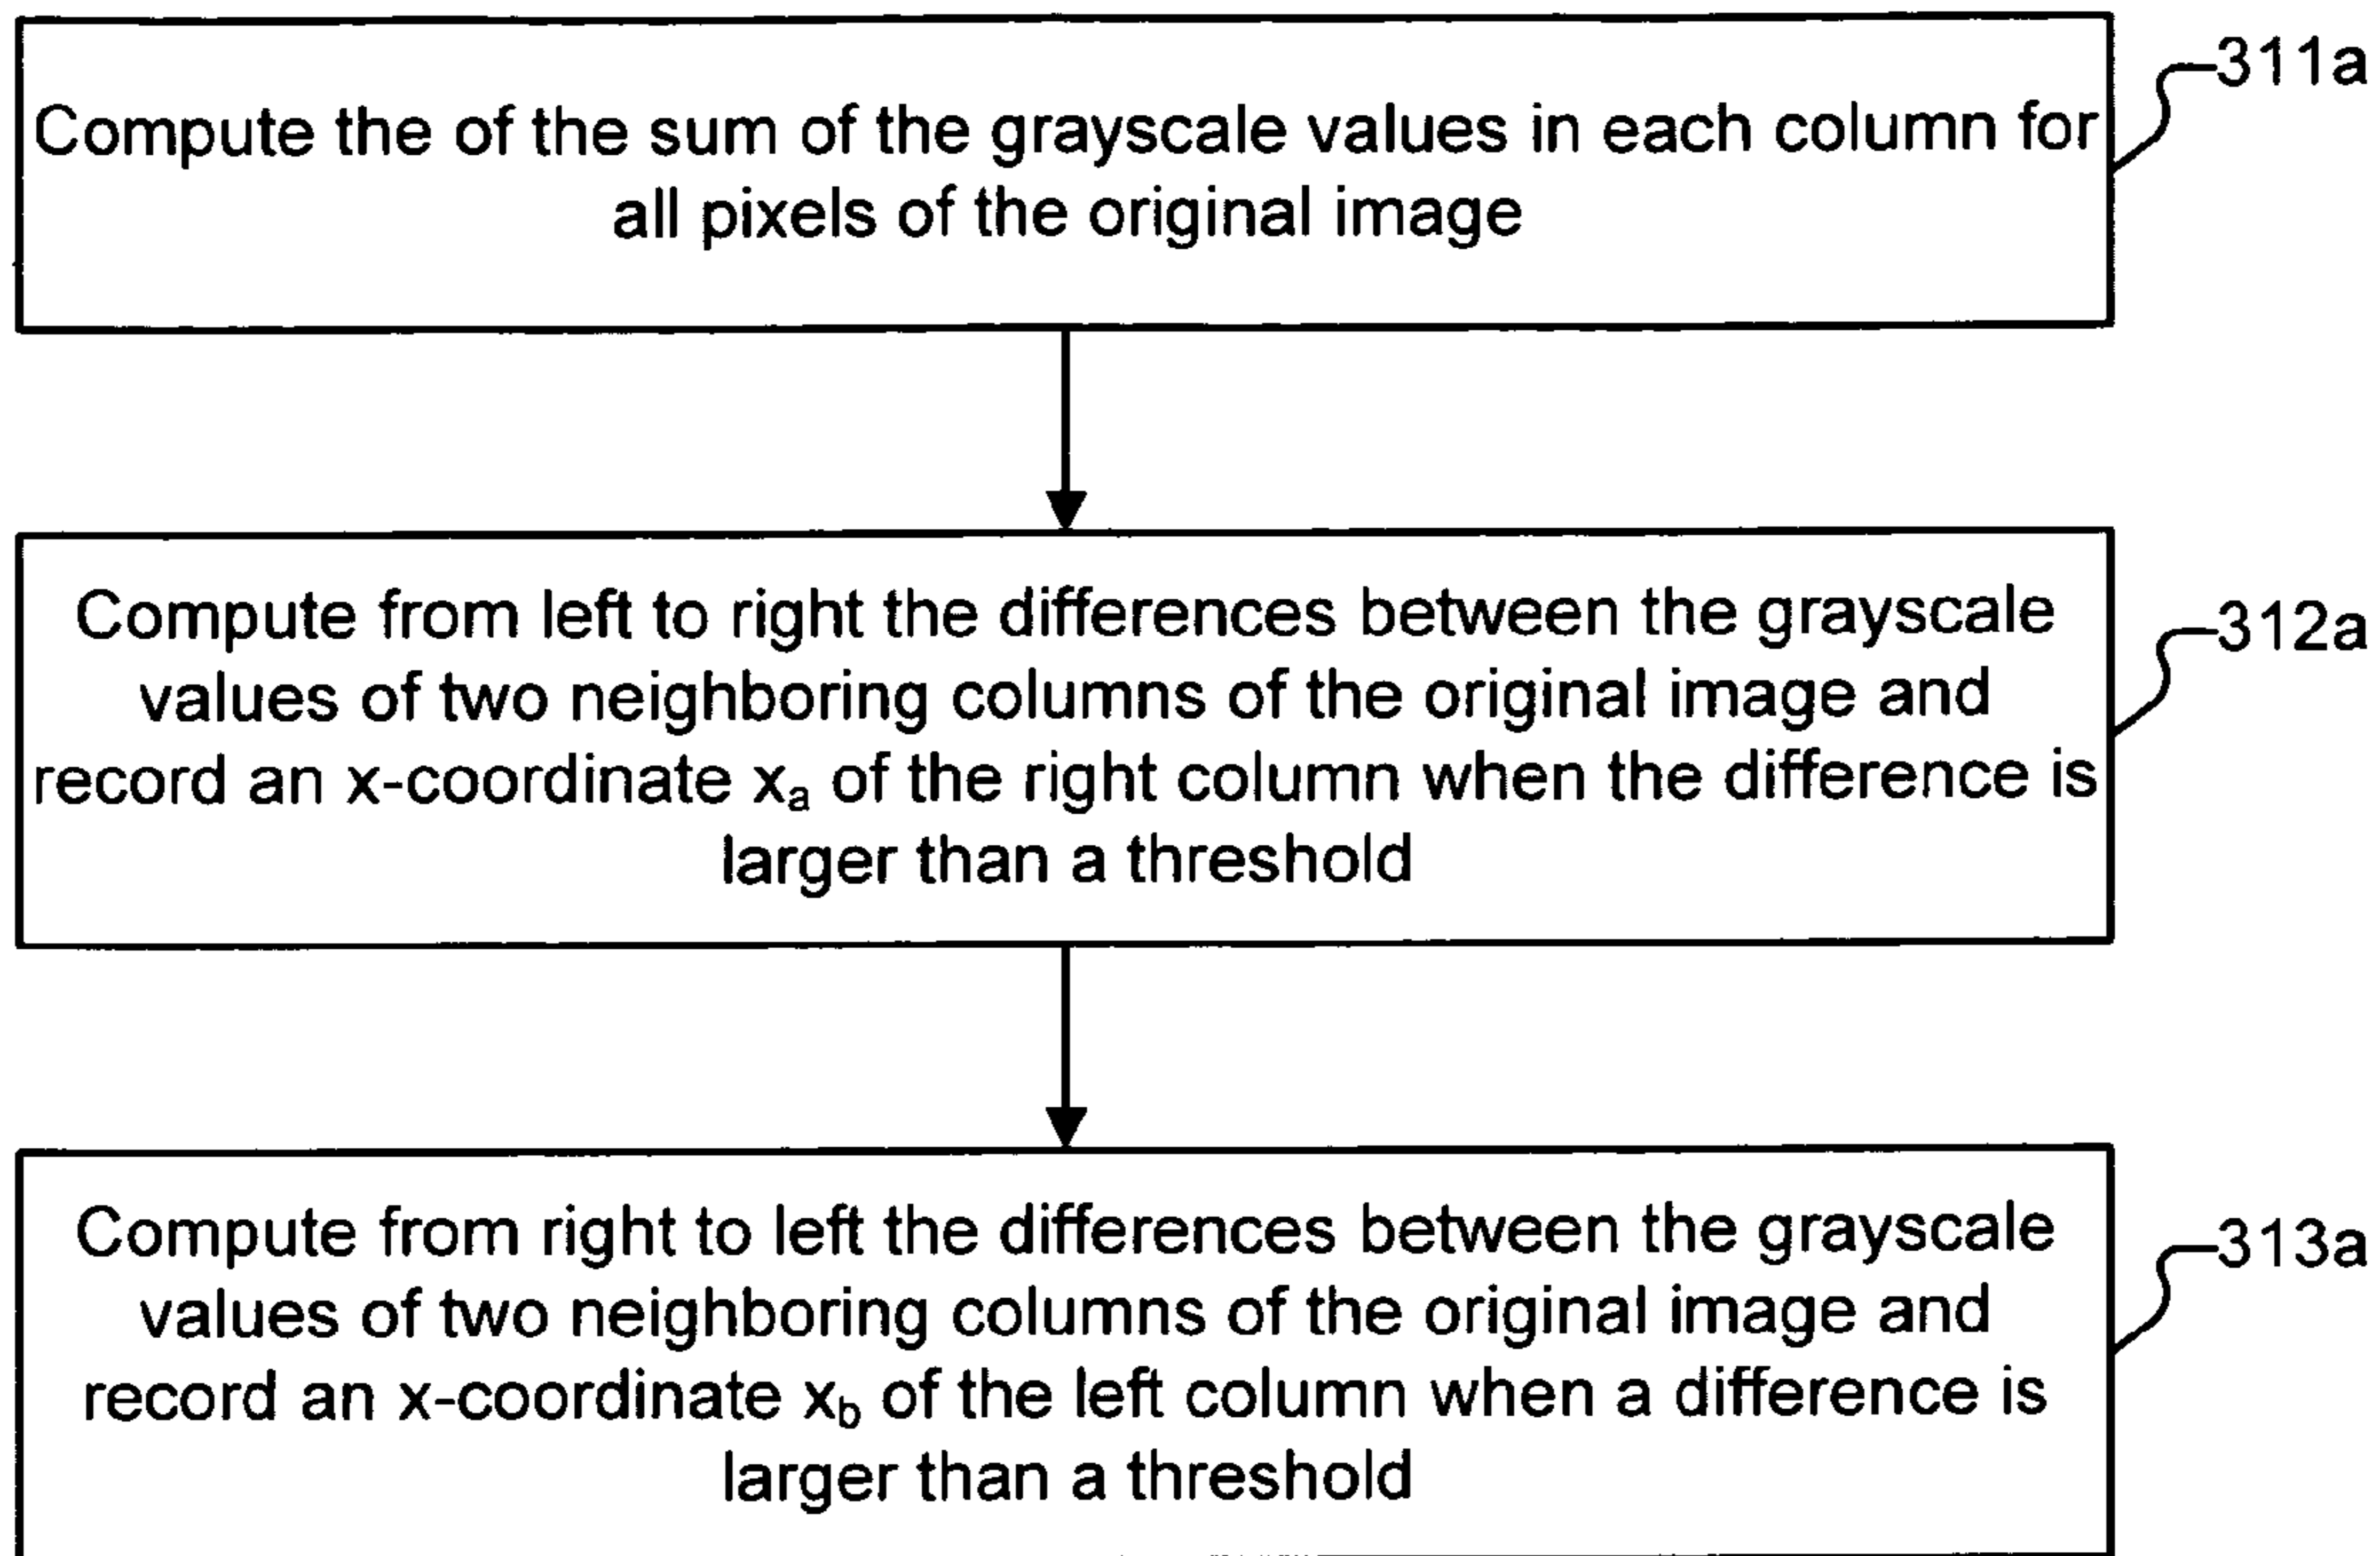 311a
Compute the of the sum of the grayscale values in each column for
all pixels of the original image
Compute from left to right the differences between the grayscale
values of two neighboring columns of the original image and
record an x-coordinate xₐ of the right column when the difference is
larger than a threshold
312a
Compute from right to left the differences between the grayscale
values of two neighboring columns of the original image and
record an x-coordinate x_b of the left column when a difference is
larger than a threshold
313a